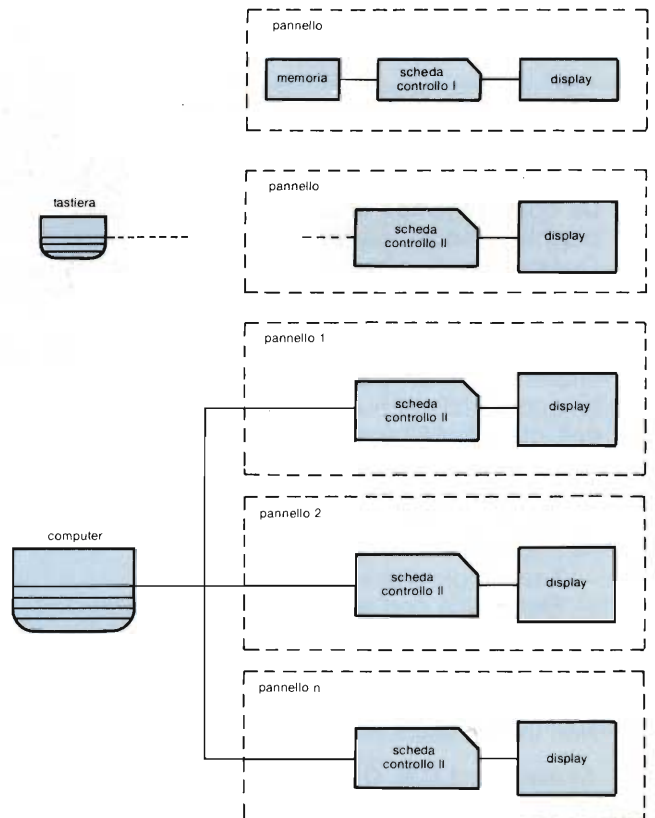 pannello
memoria
scheda
controllo I
display
pannello
tastiera
scheda
controllo II
display
pannello 1
scheda
controllo II
display
pannello 2
computer
scheda
controllo II
display
pannello n
scheda
controllo II
display